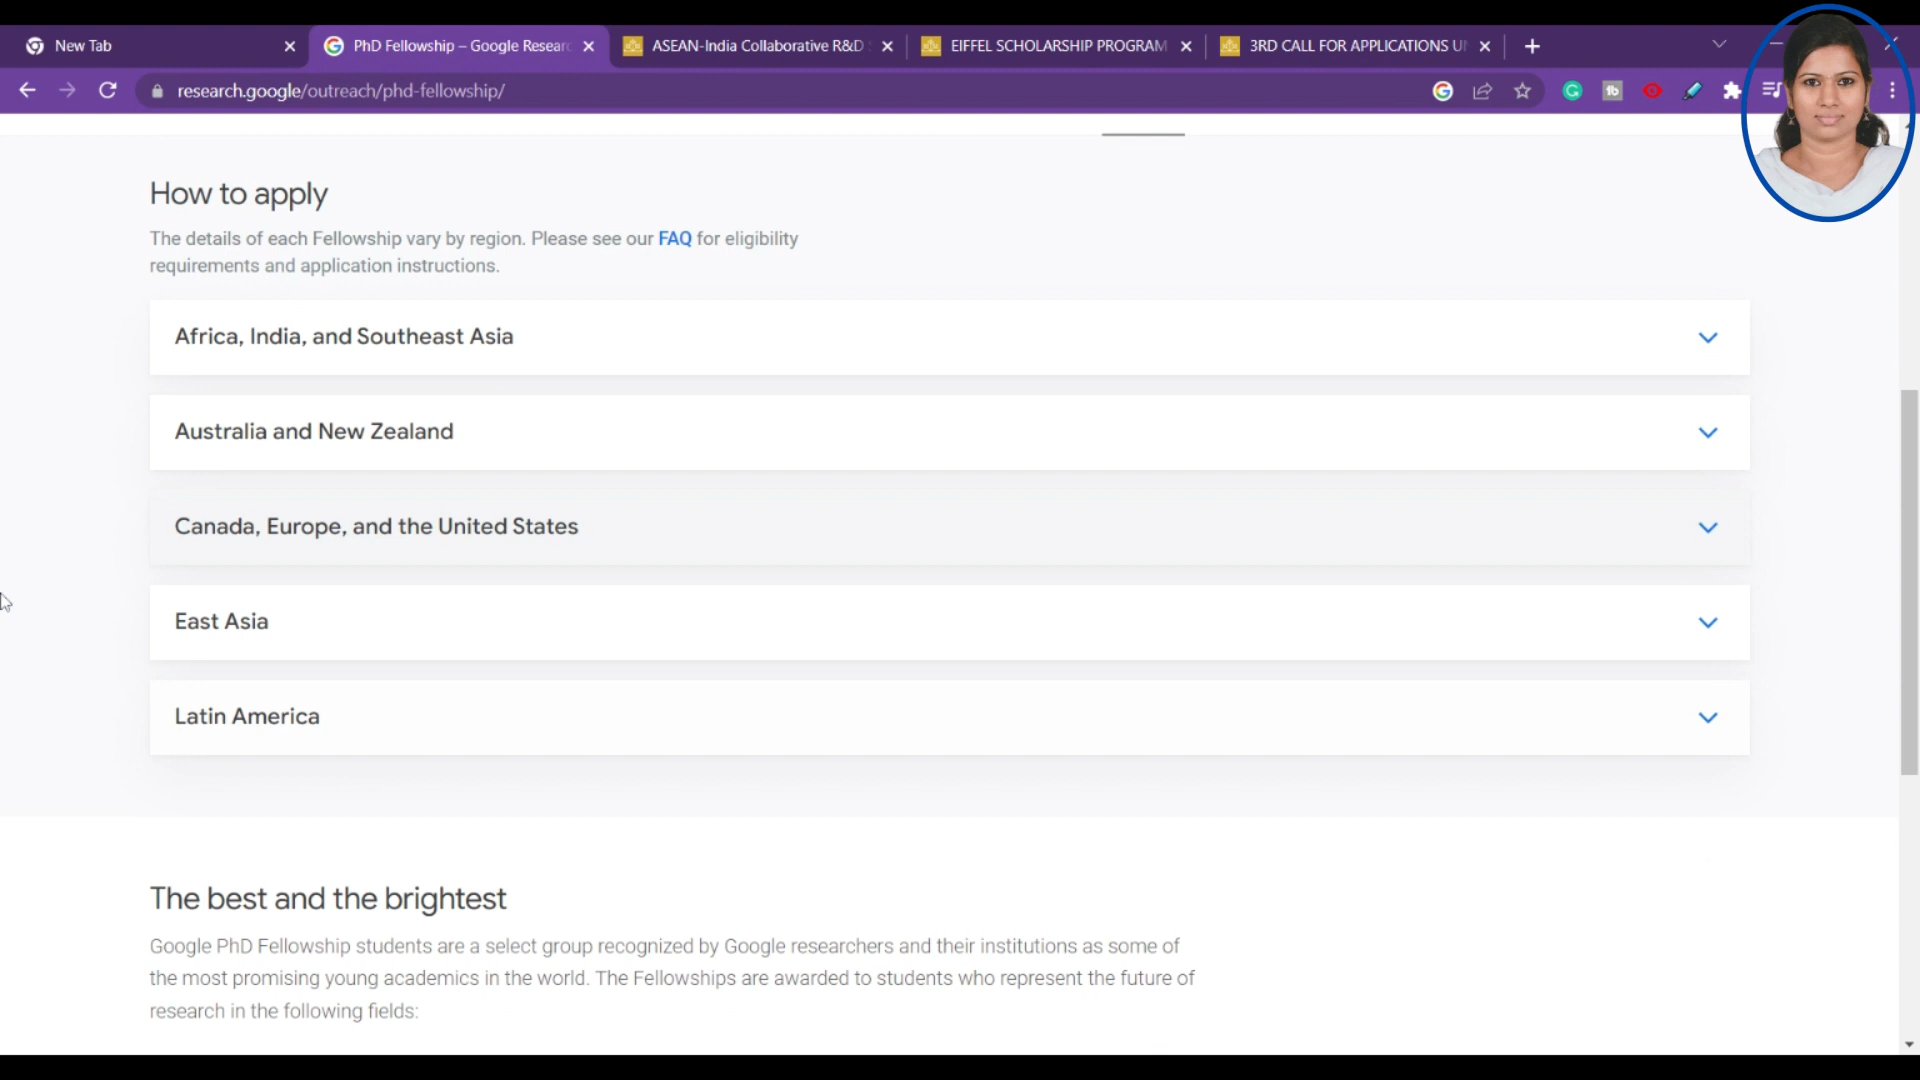 New Tab
PhD Fellowship – Google Resear
ASEAN-India Collaborative R&D
EIFFEL SCHOLARSHIP PROGRAM
3RD CALL FOR APPLICATIONS U
research.google/outreach/phd-fellowship/
How to apply
The details of each Fellowship vary by region. Please see our FAQ for eligibility
requirements and application instructions.
Africa, India, and Southeast Asia
Australia and New Zealand
Canada, Europe, and the United States
East Asia
Latin America
The best and the brightest
Google PhD Fellowship students are a select group recognized by Google researchers and their institutions as some of
the most promising young academics in the world. The Fellowships are awarded to students who represent the future of
research in the following fields: